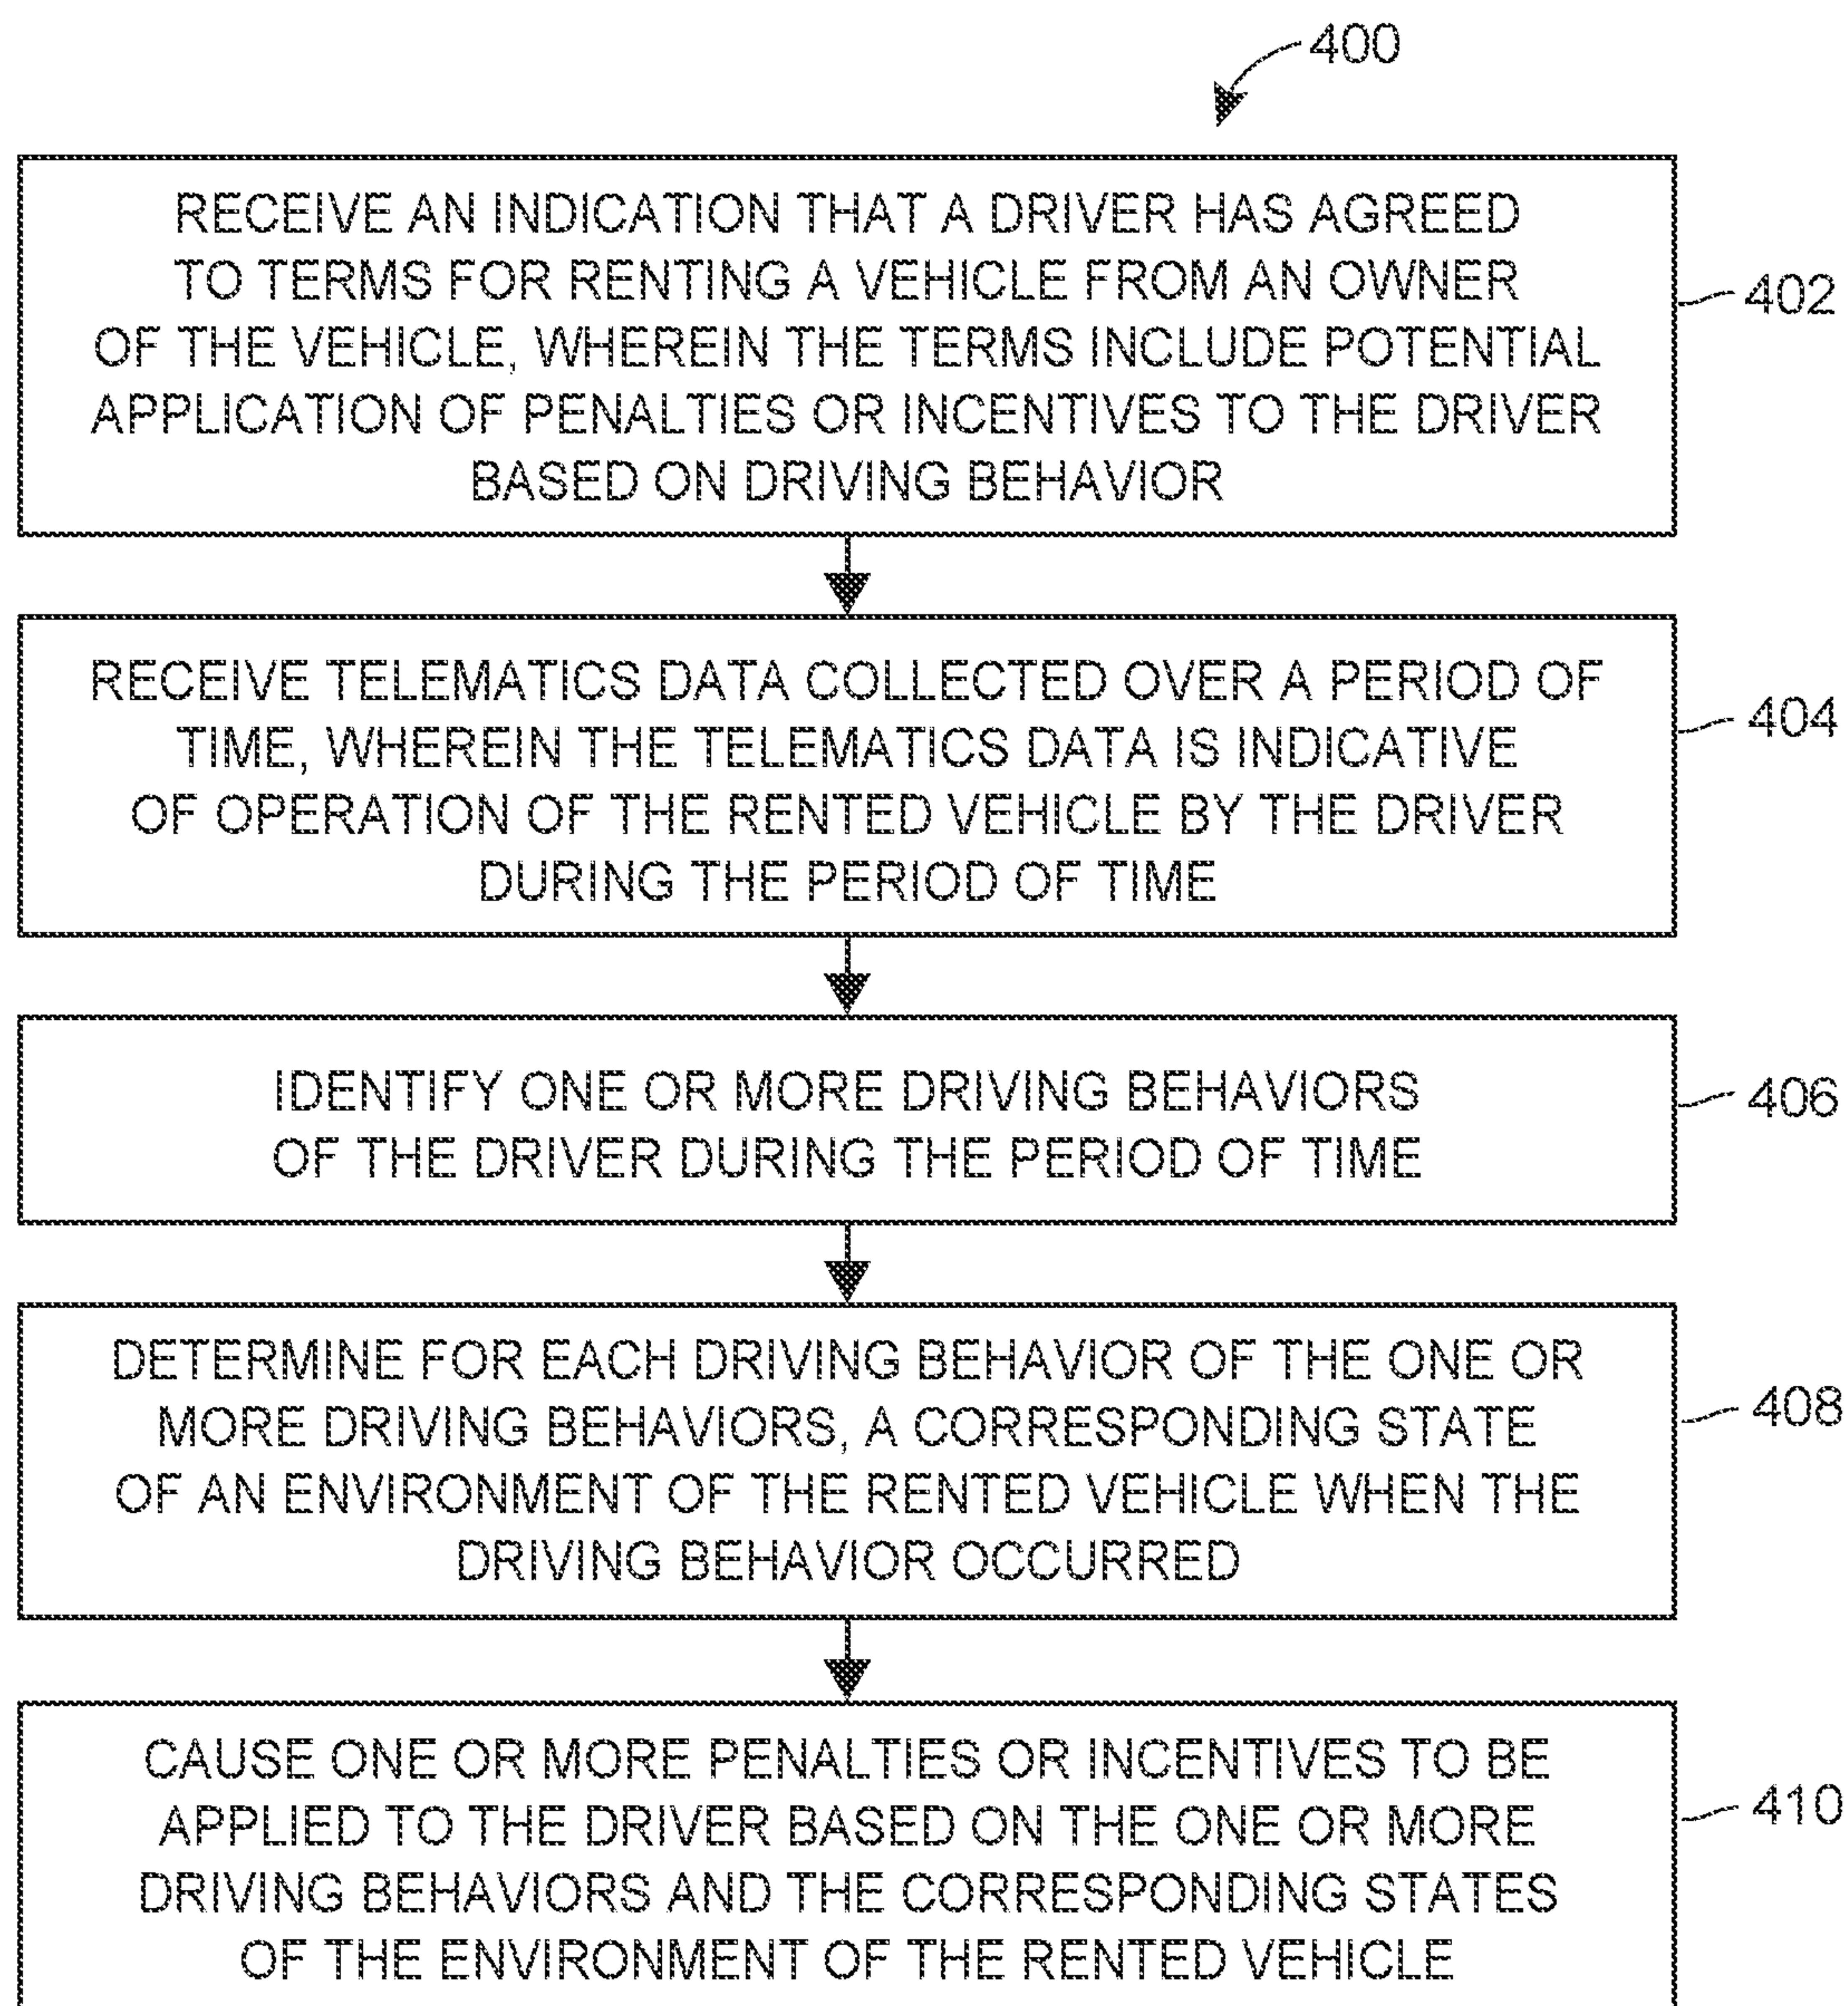 400
RECEIVE AN INDICATION THAT A DRIVER HAS AGREED
TO TERMS FOR RENTING A VEHICLE FROM AN OWNER
OF THE VEHICLE, WHEREIN THE TERMS INCLUDE POTENTIAL
APPLICATION OF PENALTIES OR INCENTIVES TO THE DRIVER
BASED ON DRIVING BEHAVIOR
402
RECEIVE TELEMATICS DATA COLLECTED OVER A PERIOD OF
TIME, WHEREIN THE TELEMATICS DATA IS INDICATIVE
OF OPERATION OF THE RENTED VEHICLE BY THE DRIVER
DURING THE PERIOD OF TIME
404
IDENTIFY ONE OR MORE DRIVING BEHAVIORS
OF THE DRIVER DURING THE PERIOD OF TIME
406
DETERMINE FOR EACH DRIVING BEHAVIOR OF THE ONE OR
MORE DRIVING BEHAVIORS, A CORRESPONDING STATE
OF AN ENVIRONMENT OF THE RENTED VEHICLE WHEN THE
DRIVING BEHAVIOR OCCURRED
408
CAUSE ONE OR MORE PENALTIES OR INCENTIVES TO BE
APPLIED TO THE DRIVER BASED ON THE ONE OR MORE
DRIVING BEHAVIORS AND THE CORRESPONDING STATES
OF THE ENVIRONMENT OF THE RENTED VEHICLE
410